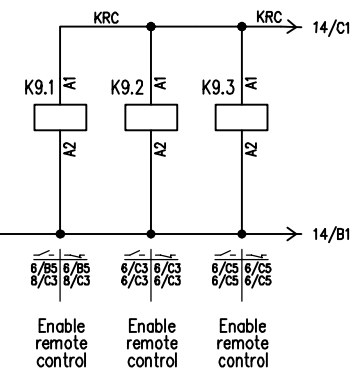 KRC
KRC
14/C1
A1
A1
A1
K9.1
K9.2
K9.3
A2
A2
A2
14/B1
6/B5 6/B5
8/C3 8/C3
6/C3 6/C3
6/C3 6/C3
6/C5 6/C5
6/C5 6/C5
Enable
remote
control
Enable
remote
control
Enable
remote
control